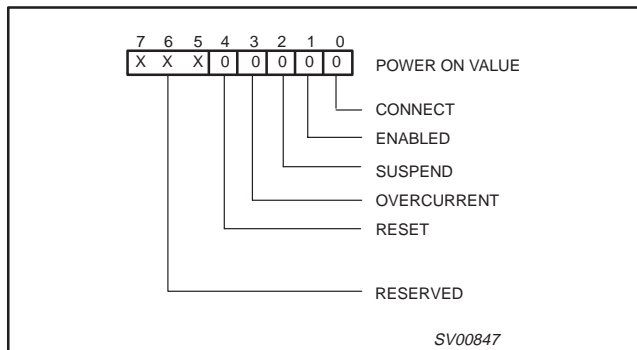 7 6 5 4 3 2 1 0
X X X 0 0 0 0 0 POWER ON VALUE
CONNECT
ENABLED
SUSPEND
OVERCURRENT
RESET
RESERVED
SV00847